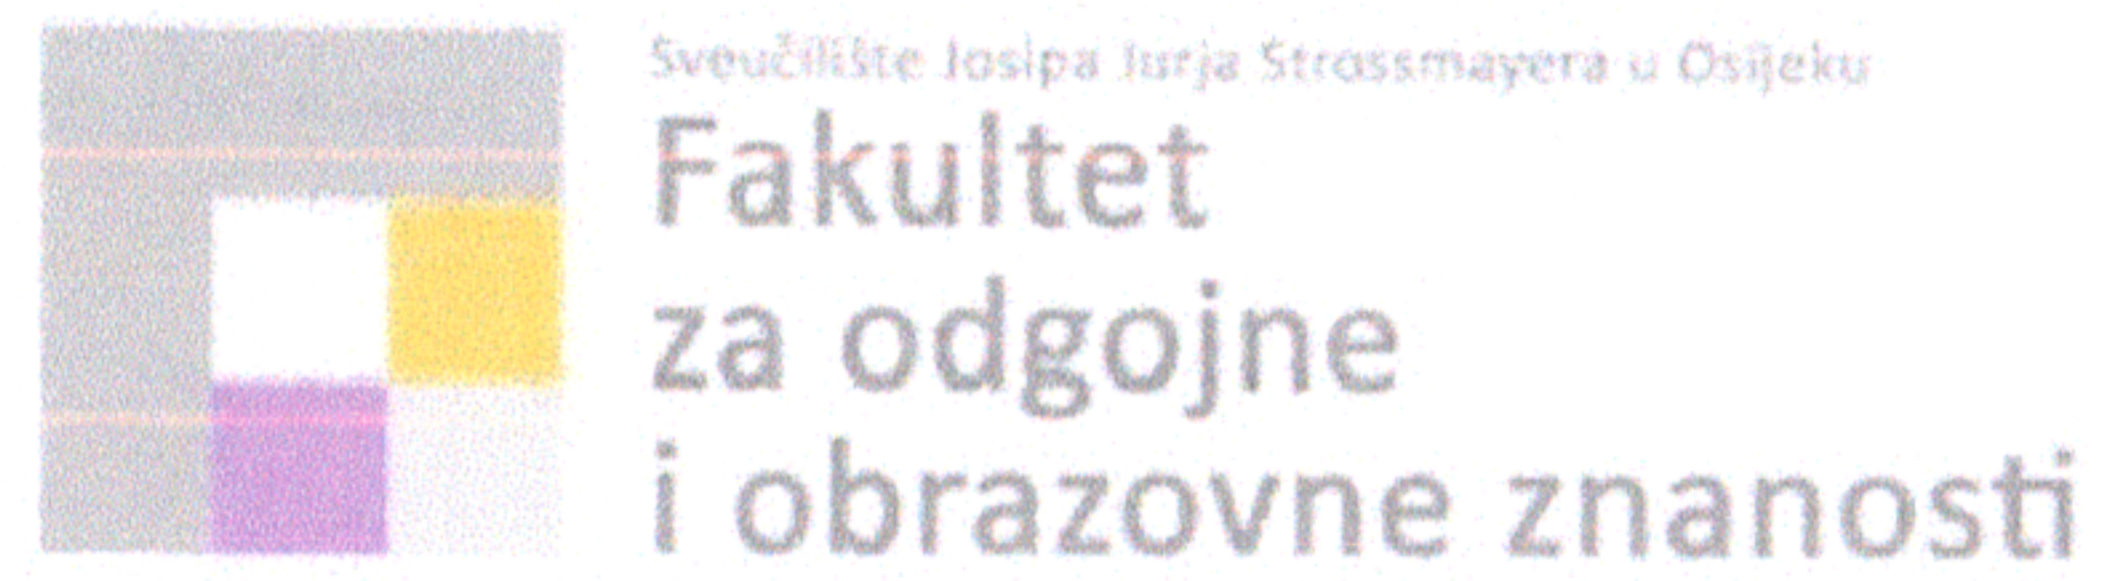 Sveučilište Josipa Jurja Strossmayera u Osijeku
Fakultet
za odgojne
i obrazovne znanosti